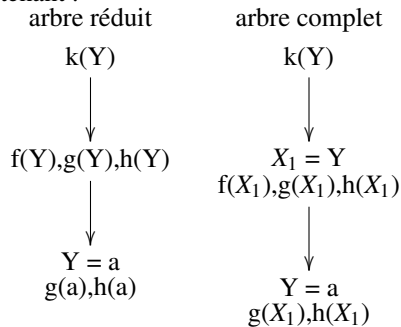 arbre réduit
k(Y)
f(Y),g(Y),h(Y)
Y = a
g(a),h(a)
arbre complet
k(Y)
X₁ = Y
f(X₁),g(X₁),h(X₁)
Y = a
g(X₁),h(X₁)